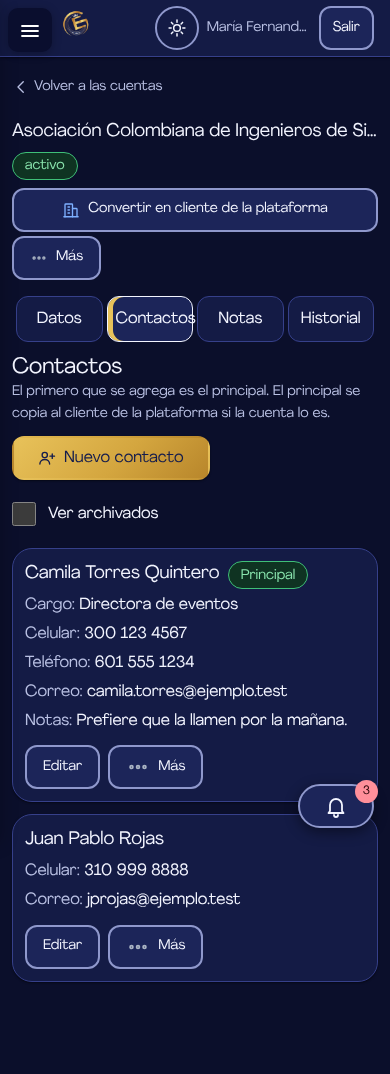 María Fernand...
Salir
Volver a las cuentas
Asociación Colombiana de Ingenieros de Si...
activo
Convertir en cliente de la plataforma
Más
Datos
Contactos
Notas
Historial
Contactos
El primero que se agrega es el principal. El principal se
copia al cliente de la plataforma si la cuenta lo es.
Nuevo contacto
Ver archivados
Camila Torres Quintero
Principal
Cargo: Directora de eventos
Celular: 300 123 4567
Teléfono: 601 555 1234
Correo: camila.torres@ejemplo.test
Notas: Prefiere que la llamen por la mañana.
Editar
Más
3
Juan Pablo Rojas
Celular: 310 999 8888
Correo: jprojas@ejemplo.test
Editar
Más